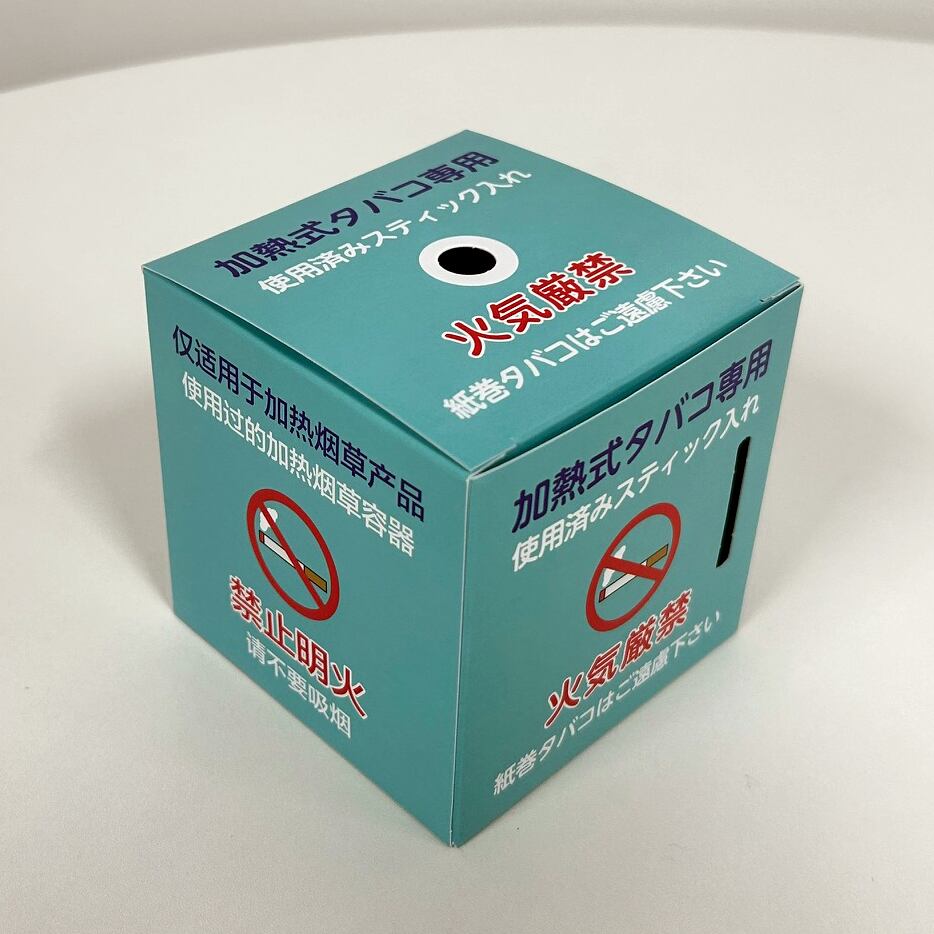 加熱式タバコ専用
使用済みスティック入れ
火気厳禁
紙巻タバコはご遠慮下さい
仅适用于加热烟草产品
使用过的加热烟草容器
禁止明火
请不要吸烟
加熱式タバコ専用
使用済みスティック入れ
火気厳禁
紙巻タバコはご遠慮下さい